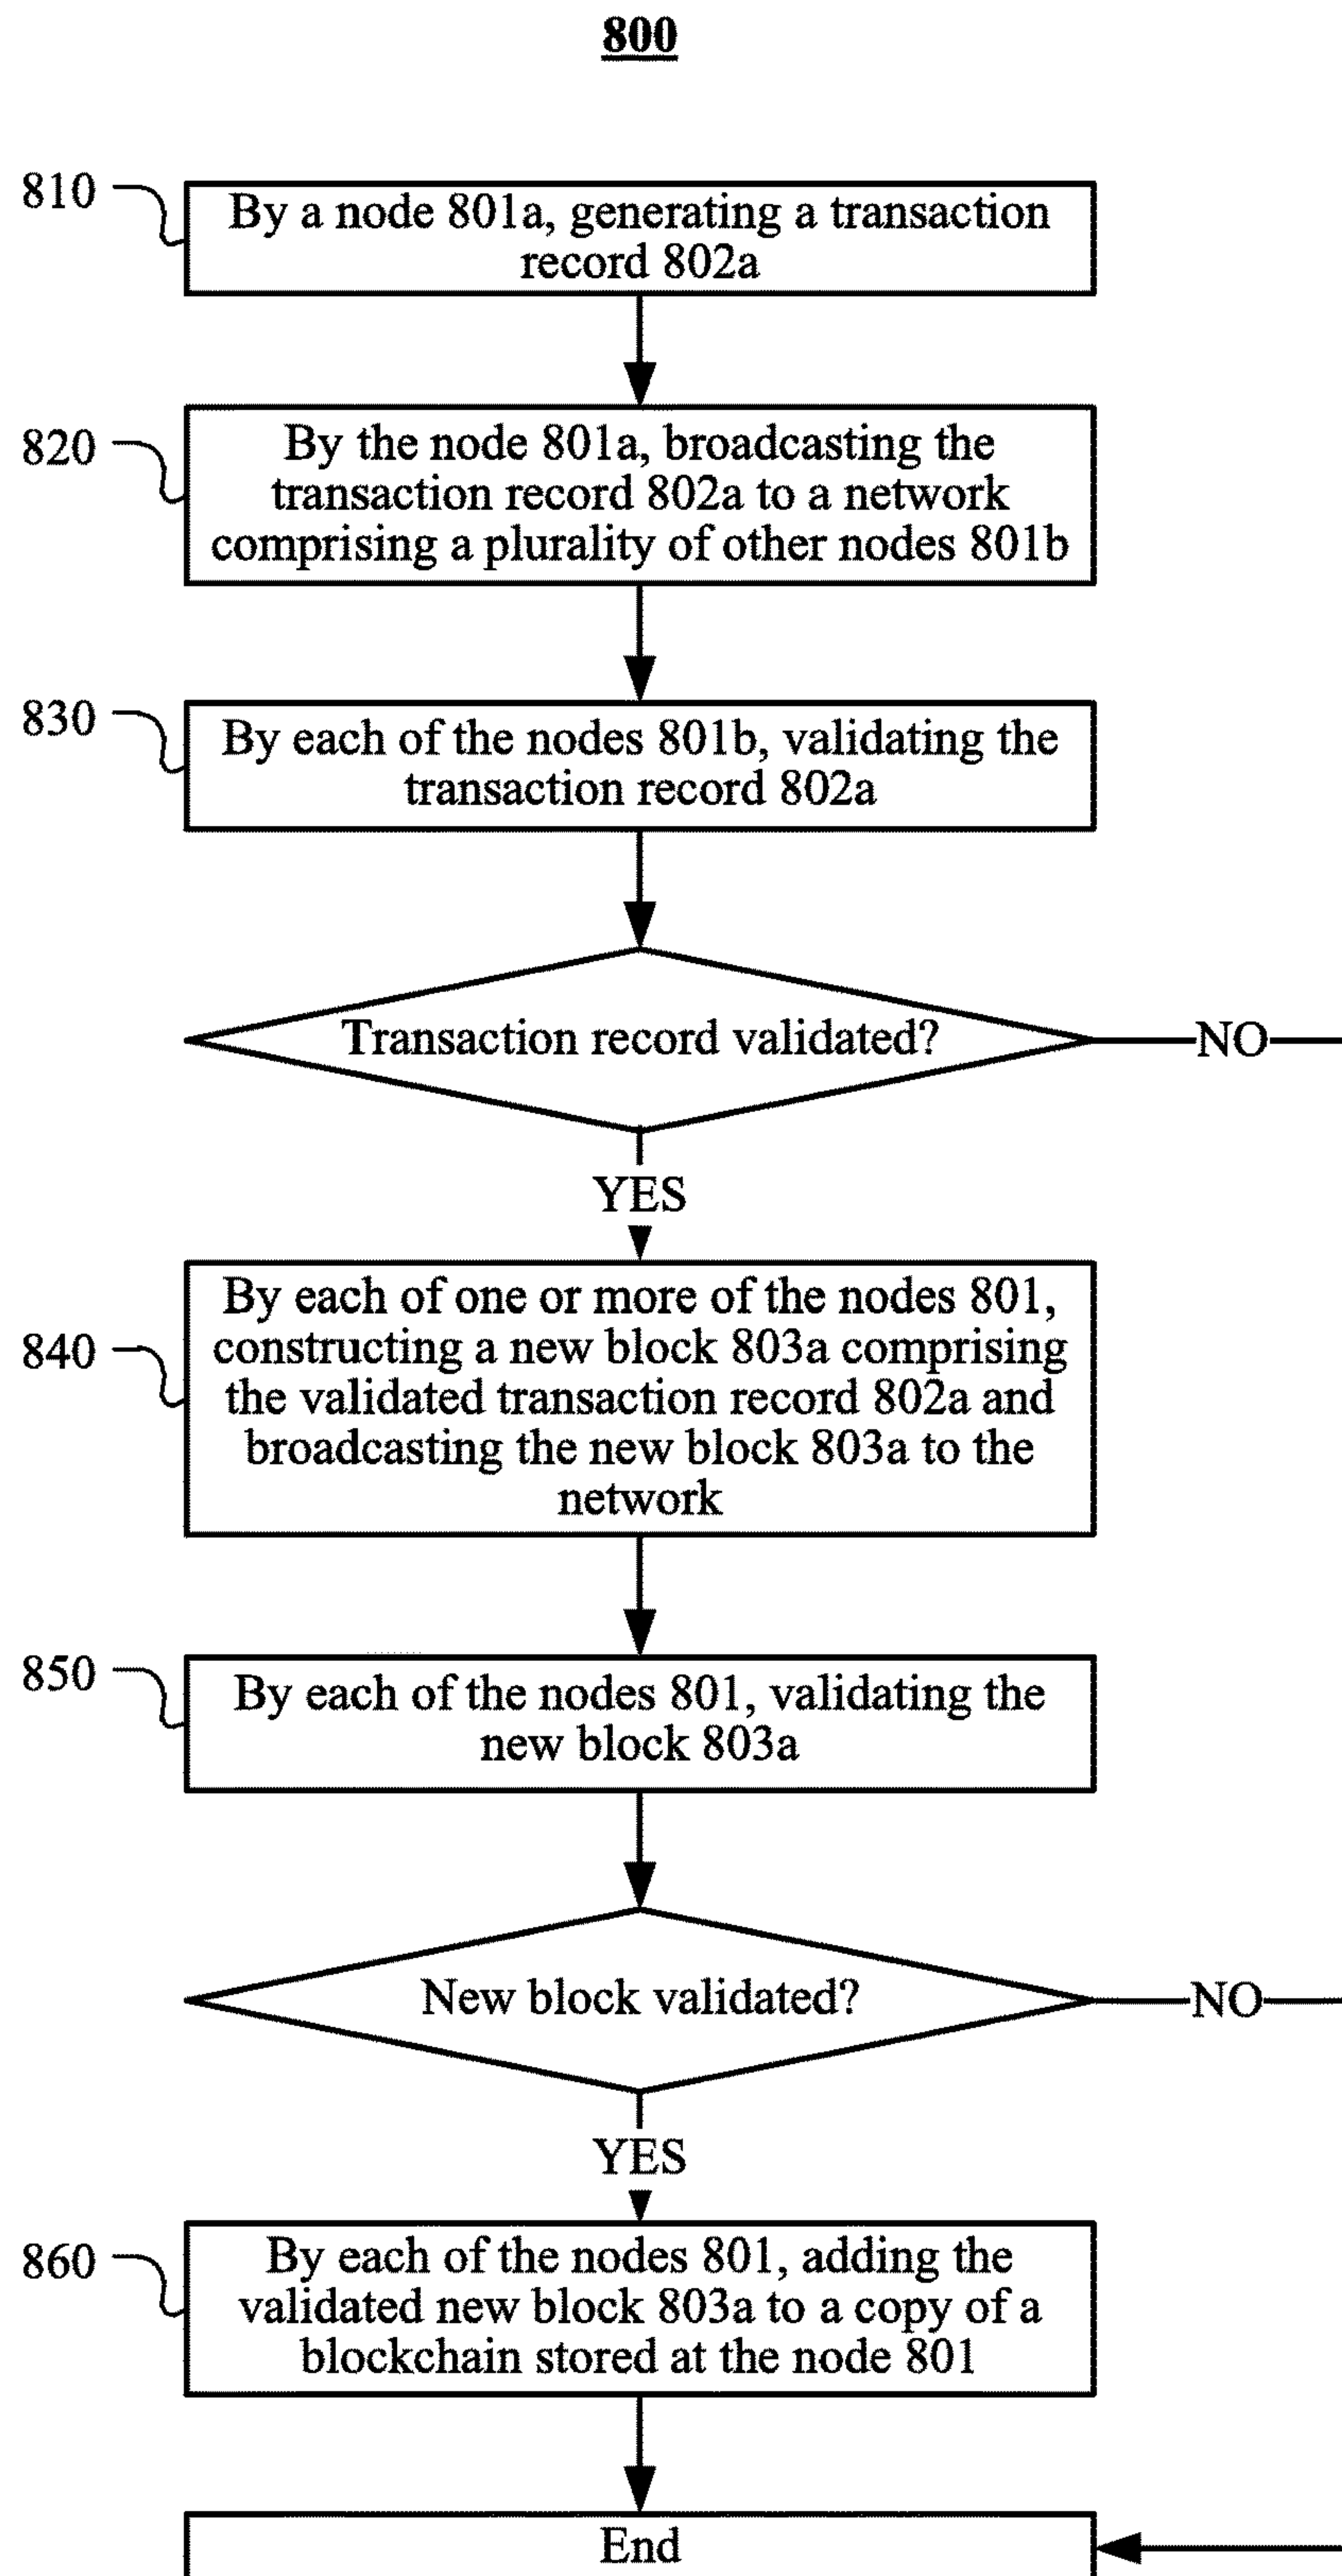 800
810
By a node 801a, generating a transaction
record 802a
820
By the node 801a, broadcasting the
transaction record 802a to a network
comprising a plurality of other nodes 801b
830
By each of the nodes 801b, validating the
transaction record 802a
Transaction record validated?
NO
YES
840
By each of one or more of the nodes 801,
constructing a new block 803a comprising
the validated transaction record 802a and
broadcasting the new block 803a to the
network
850
By each of the nodes 801, validating the
new block 803a
New block validated?
NO
YES
860
By each of the nodes 801, adding the
validated new block 803a to a copy of a
blockchain stored at the node 801
End